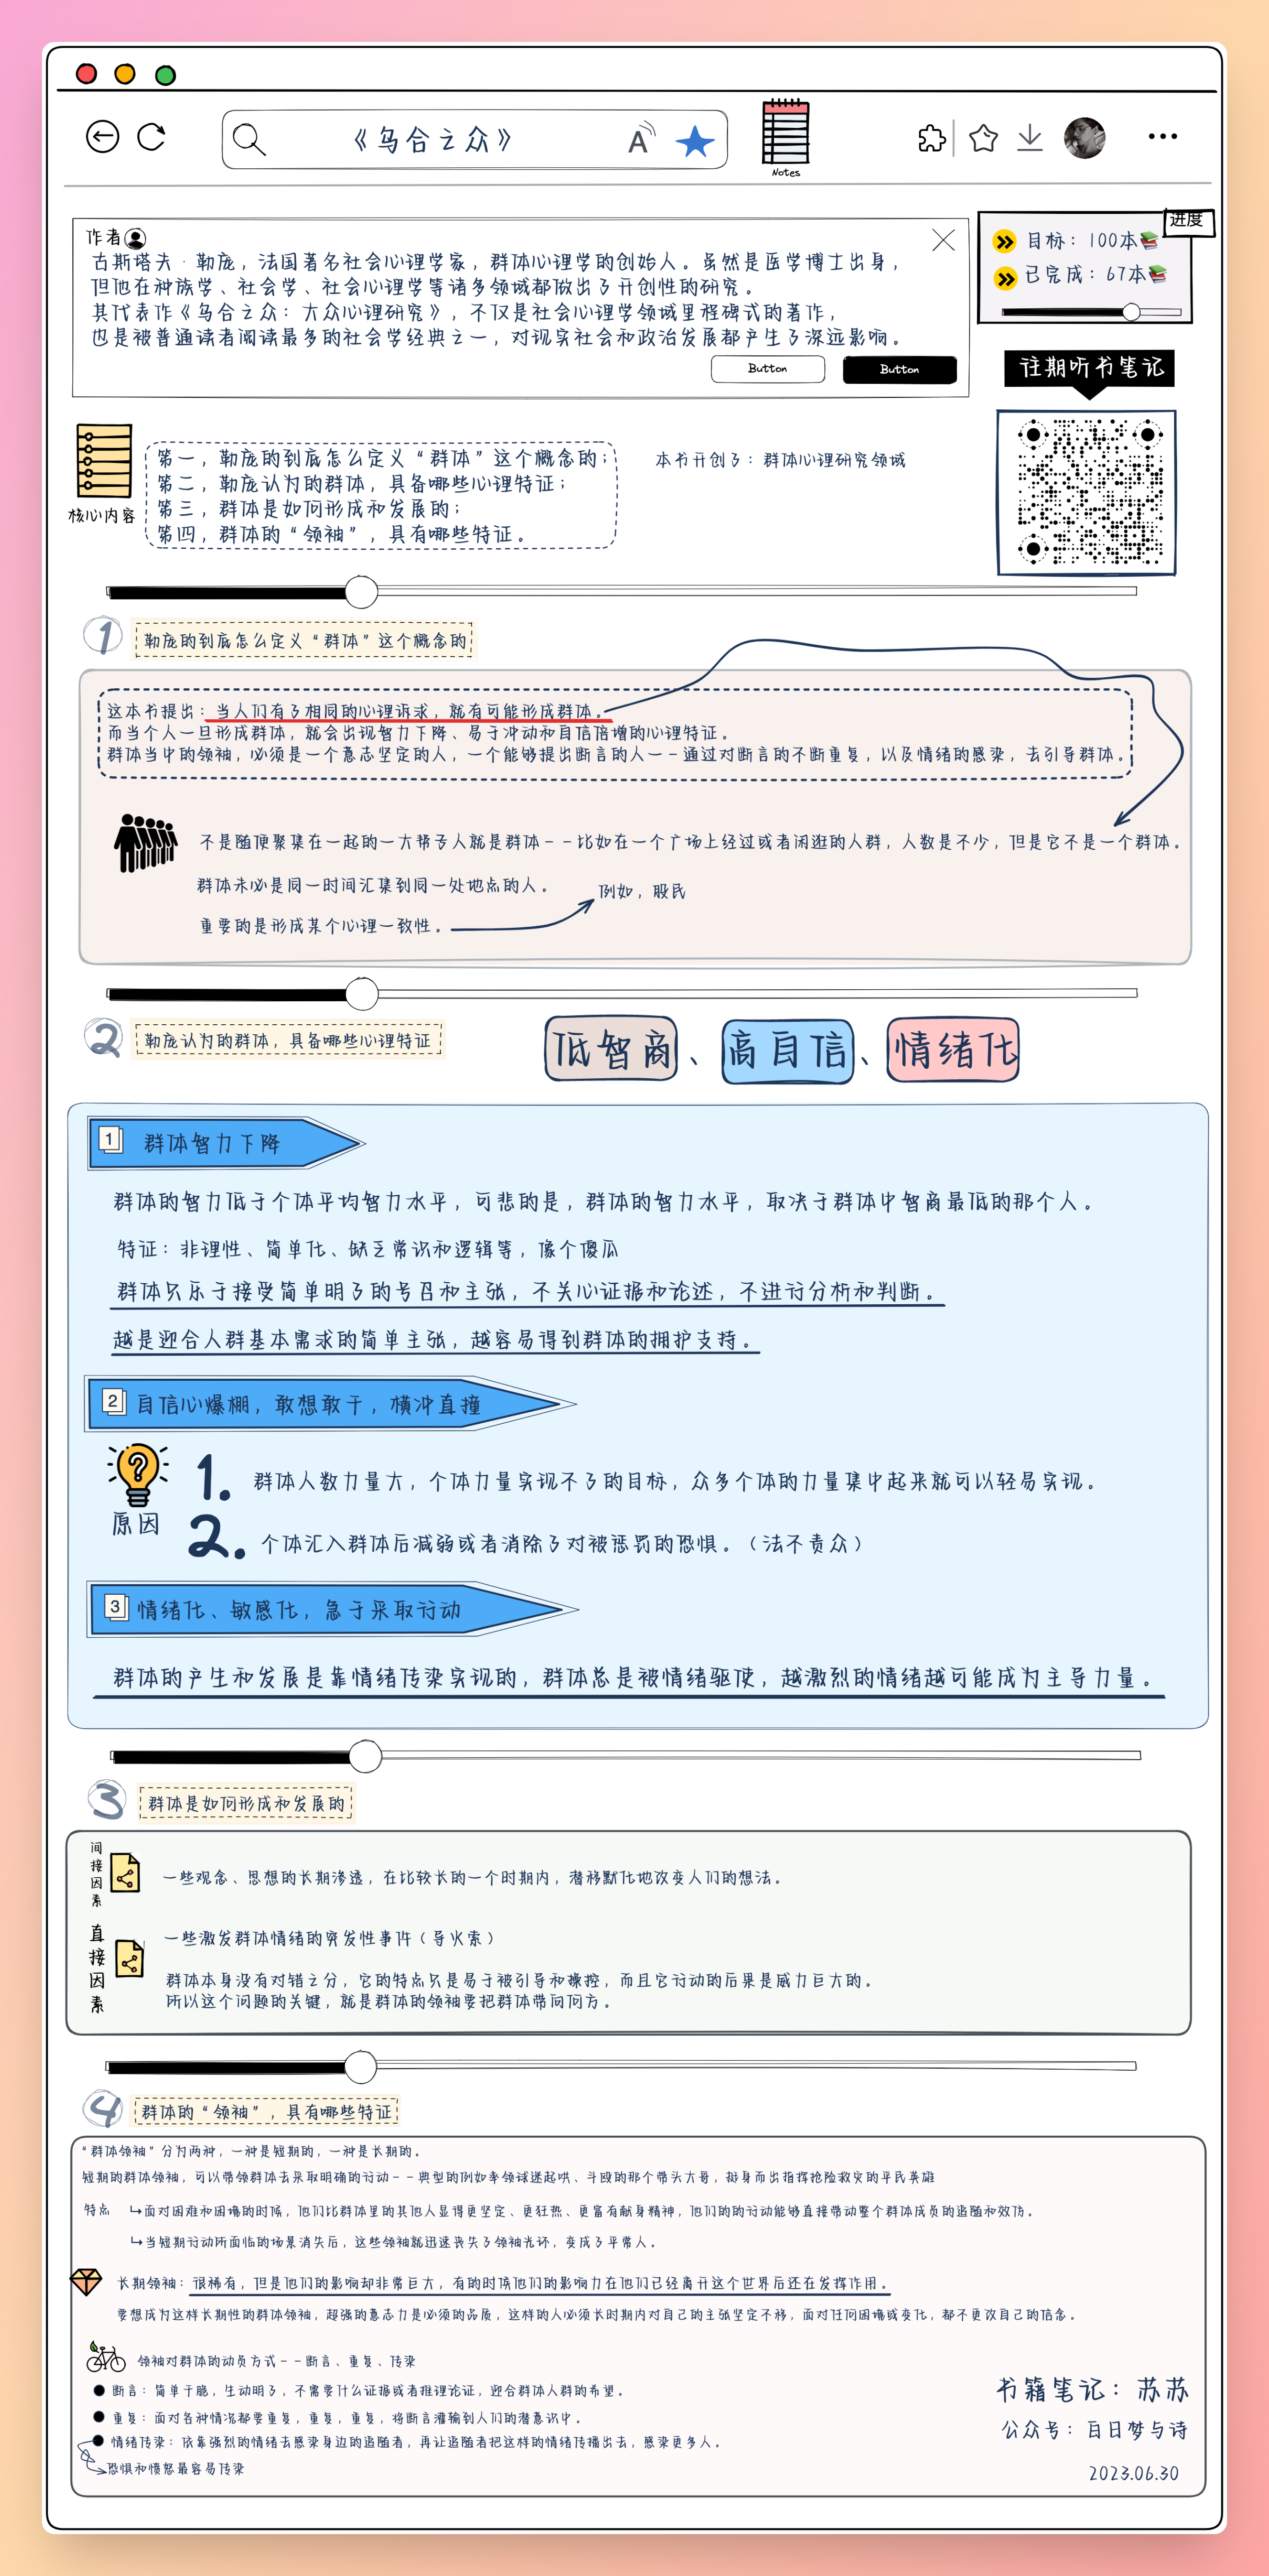 《乌合之众》
A
Notes
作者
古斯塔夫·勒庞，法国著名社会心理学家，群体心理学的创始人。虽然是医学博士出身，
但他在种族学、社会学、社会心理学等诸多领域都做出了开创性的研究。
其代表作《乌合之众：大众心理研究》，不仅是社会心理学领域里程碑式的著作，
也是被普通读者阅读最多的社会学经典之一，对现实社会和政治发展都产生了深远影响。
Button
Button
进度
目标：100本
已完成：67本
往期听书笔记
核心内容
第一，勒庞的到底怎么定义“群体”这个概念的；
第二，勒庞认为的群体，具备哪些心理特征；
第三，群体是如何形成和发展的；
第四，群体的“领袖”，具有哪些特征。
本书开创了：群体心理研究领域
1
勒庞的到底怎么定义“群体”这个概念的
这本书提出：当人们有了相同的心理诉求，就有可能形成群体。
而当个人一旦形成群体，就会出现智力下降、易于冲动和自信倍增的心理特征。
群体当中的领袖，必须是一个意志坚定的人，一个能够提出断言的人--通过对断言的不断重复，以及情绪的感染，去引导群体。
不是随便聚集在一起的一大帮子人就是群体--比如在一个广场上经过或者闲逛的人群，人数是不少，但是它不是一个群体。
群体未必是同一时间汇集到同一处地点的人。
例如，股民
重要的是形成某个心理一致性。
2
勒庞认为的群体，具备哪些心理特征
低智商、高自信、情绪化
1
群体智力下降
群体的智力低于个体平均智力水平，可悲的是，群体的智力水平，取决于群体中智商最低的那个人。
特征：非理性、简单化、缺乏常识和逻辑等，像个傻瓜
群体只乐于接受简单明了的号召和主张，不关心证据和论述，不进行分析和判断。
越是迎合人群基本需求的简单主张，越容易得到群体的拥护支持。
2
自信心爆棚，敢想敢干，横冲直撞
原因
1.
群体人数力量大，个体力量实现不了的目标，众多个体的力量集中起来就可以轻易实现。
2.
个体汇入群体后减弱或者消除了对被惩罚的恐惧。（法不责众）
3
情绪化、敏感化，急于采取行动
群体的产生和发展是靠情绪传染实现的，群体总是被情绪驱使，越激烈的情绪越可能成为主导力量。
3
群体是如何形成和发展的
间接因素
一些观念、思想的长期渗透，在比较长的一个时期内，潜移默化地改变人们的想法。
直接因素
一些激发群体情绪的突发性事件（导火索）
群体本身没有对错之分，它的特点只是易于被引导和操控，而且它行动的后果是威力巨大的。
所以这个问题的关键，就是群体的领袖要把群体带向何方。
4
群体的“领袖”，具有哪些特征
“群体领袖”分为两种，一种是短期的，一种是长期的。
短期的群体领袖，可以带领群体去采取明确的行动--典型的例如率领球迷起哄、斗殴的那个带头大哥，挺身而出指挥抢险救灾的平民英雄
特点
↳面对困难和困境的时候，他们比群体里的其他人显得更坚定、更狂热、更富有献身精神，他们的的行动能够直接带动整个群体成员的追随和效仿。
↳当短期行动所面临的场景消失后，这些领袖就迅速丧失了领袖光环，变成了平常人。
长期领袖：很稀有，但是他们的影响却非常巨大，有的时候他们的影响力在他们已经离开这个世界后还在发挥作用。
要想成为这样长期性的群体领袖，超强的意志力是必须的品质，这样的人必须长时期内对自己的主张坚定不移，面对任何困境或变化，都不更改自己的信念。
领袖对群体的动员方式--断言、重复、传染
断言：简单干脆，生动明了，不需要什么证据或者推理论证，迎合群体人群的希望。
重复：面对各种情况都要重复，重复，重复，将断言灌输到人们的潜意识中。
情绪传染：依靠强烈的情绪去感染身边的追随者，再让追随者把这样的情绪传播出去，感染更多人。
恐惧和愤怒最容易传染
书籍笔记：苏苏
公众号：百日梦与诗
2023.06.30